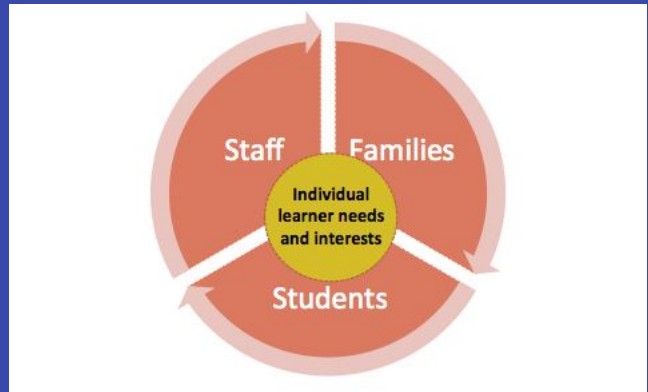 Staff
Families
Individual
learner needs
and interests
Students